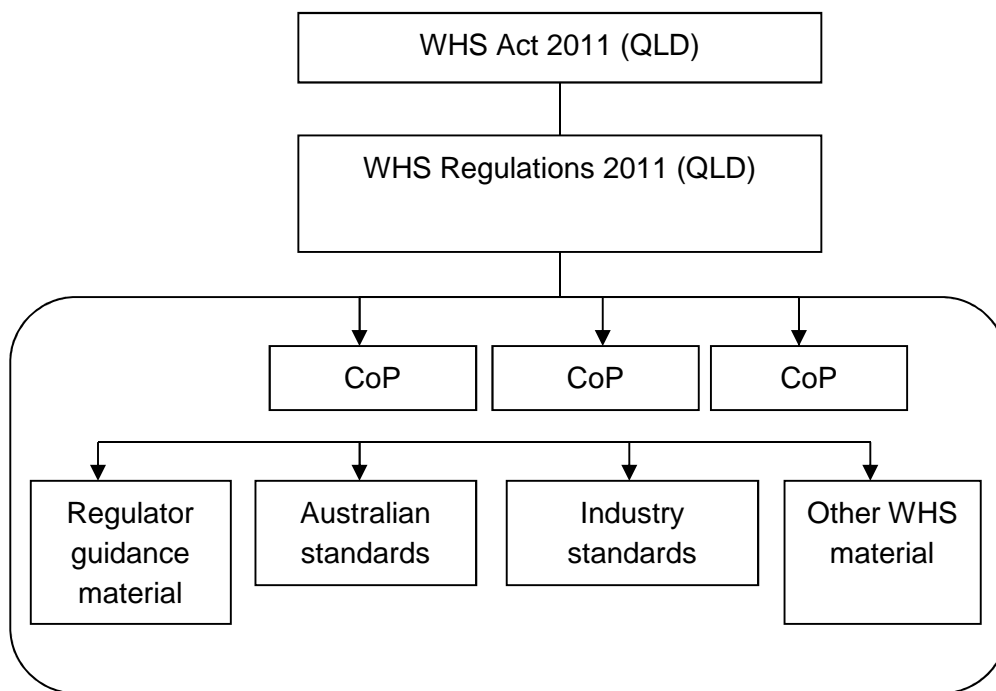 WHS Act 2011 (QLD)
WHS Regulations 2011 (QLD)
CoP
CoP
CoP
Regulator
guidance
material
Australian
standards
Industry
standards
Other WHS
material